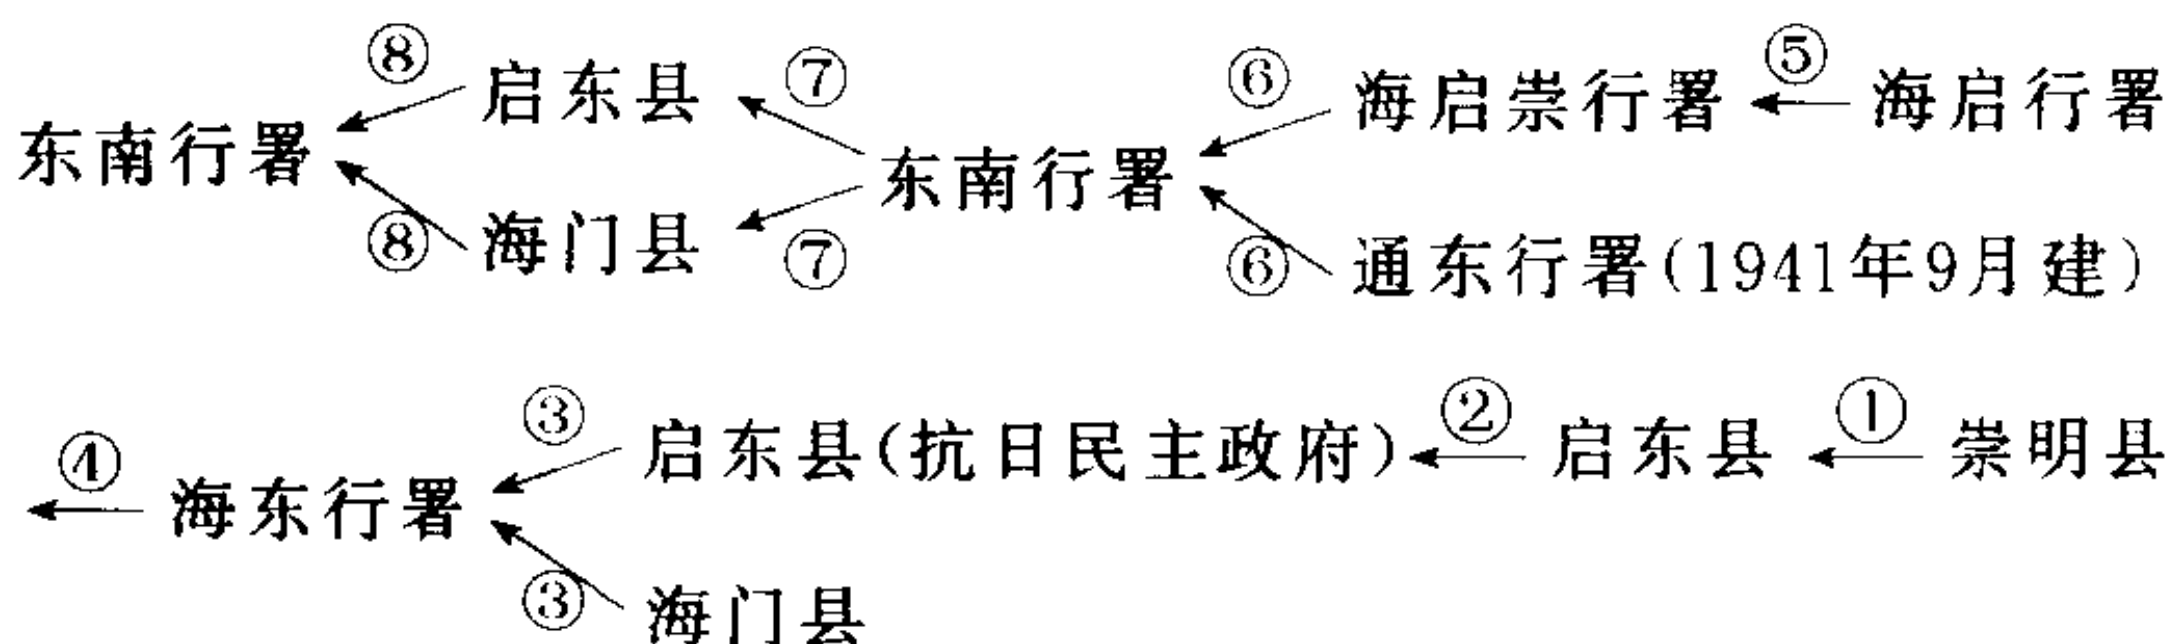 ⑧ 启东县 ⑦ ⑥ 海启崇行署 ⑤ 海启行署
东南行署 东南行署
⑧ 海门县 ⑦ ⑥ 通东行署(1941年9月建)
③ 启东县(抗日民主政府) ② 启东县 ① 崇明县
④ 海东行署
③ 海门县